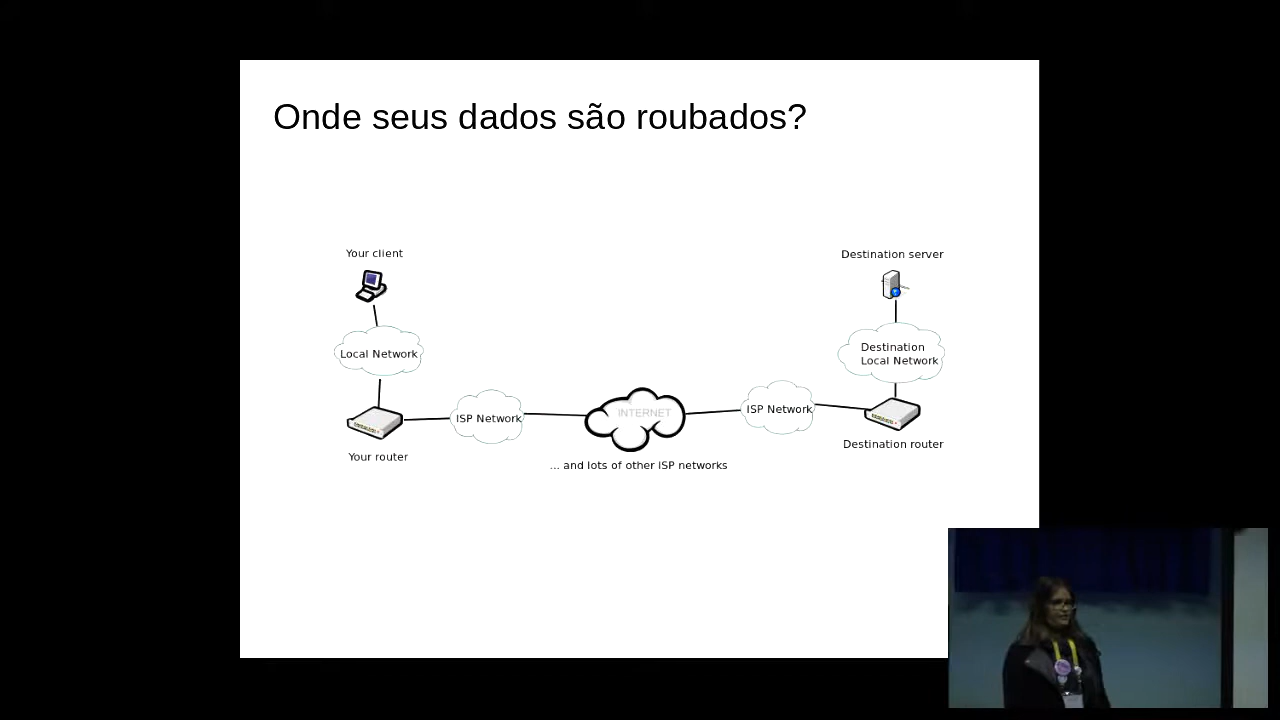 Onde seus dados são roubados?
Your client
Destination server
Local Network
Destination
Local Network
ISP Network
INTERNET
ISP Network
Your router
... and lots of other ISP networks
Destination router